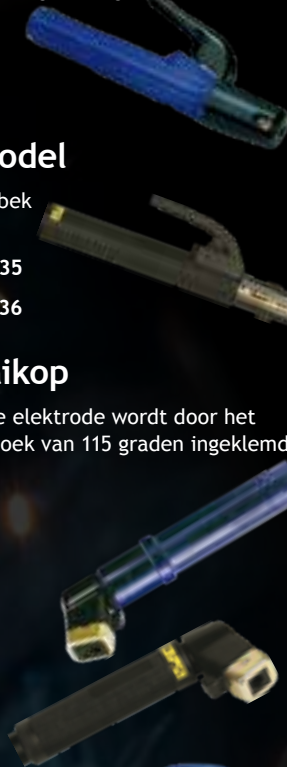 odel
bek
35
36
ikop
e elektrode wordt door het
oek van 115 graden ingeklemd